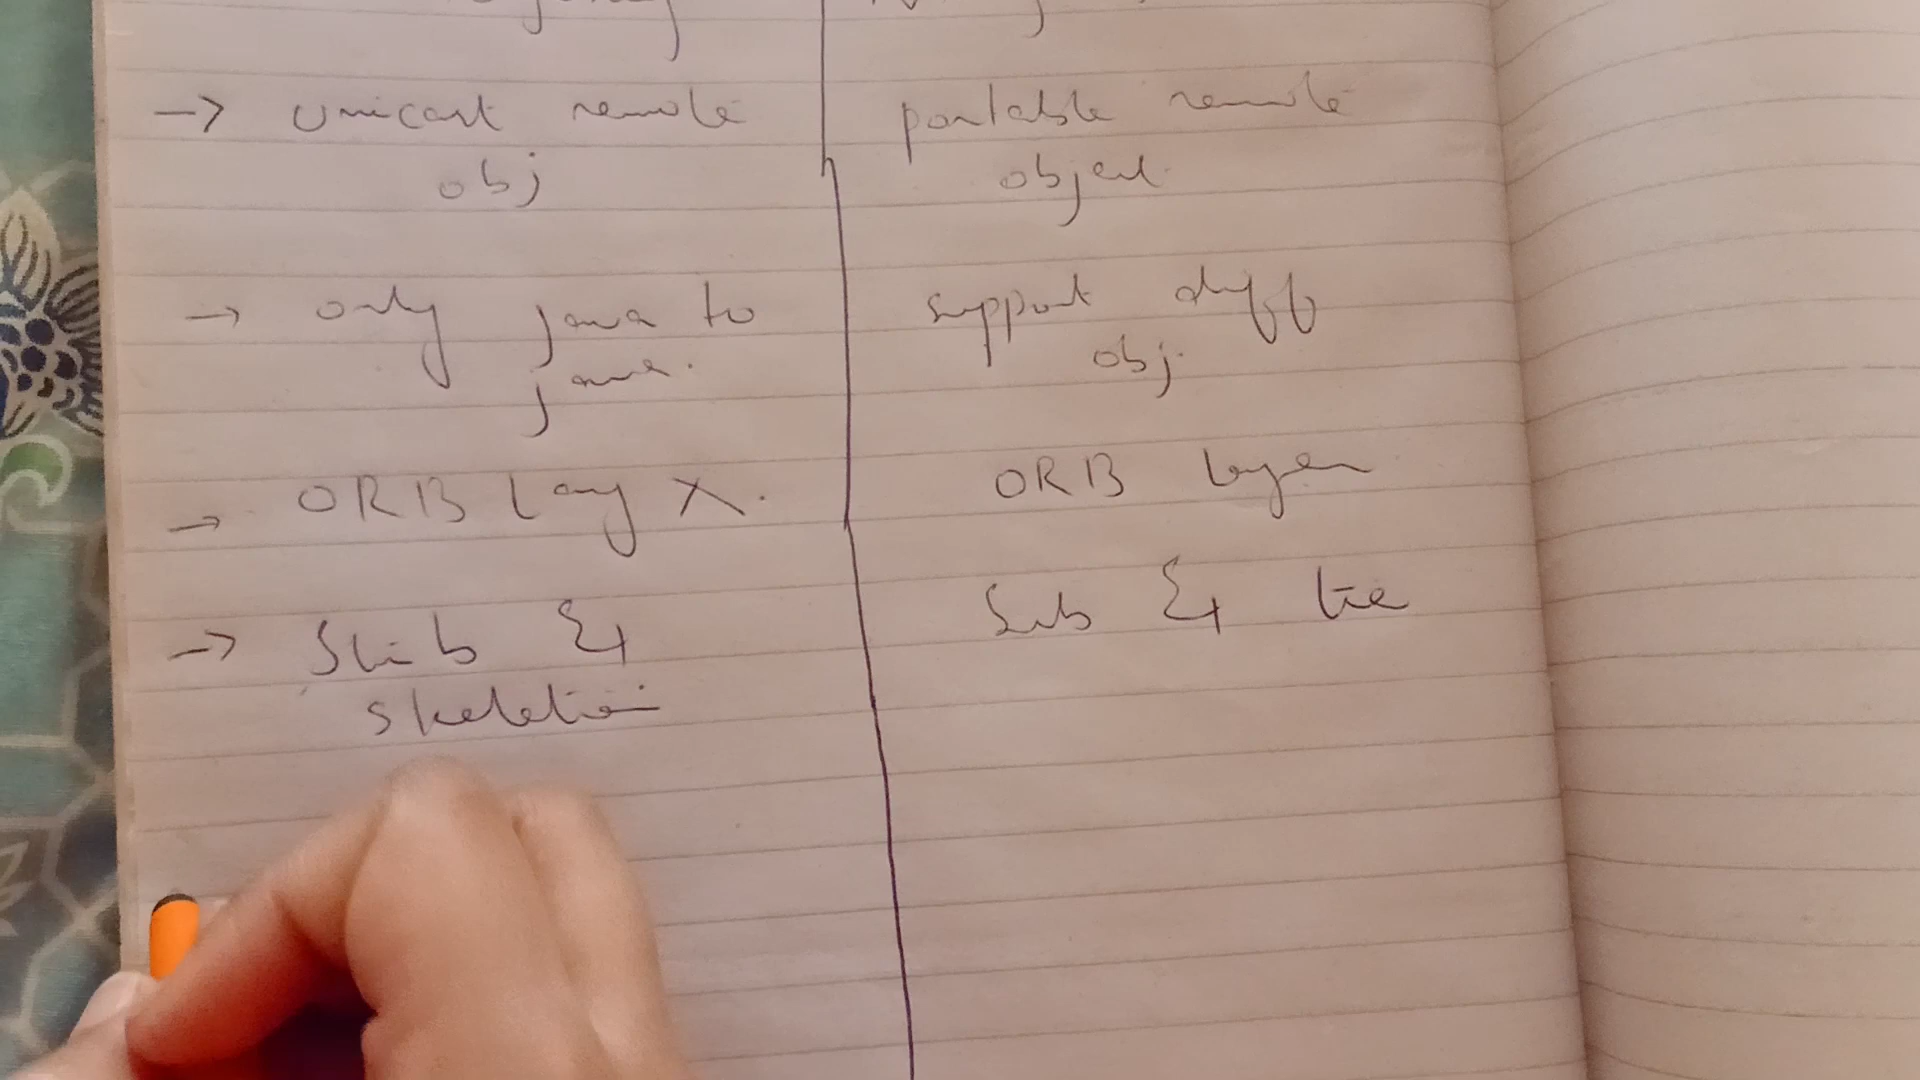 → unicast remote portable remote
obj object.
→ only java to support diff
java. obj.
→ ORB lay X. ORB layer
→ Stub & Sub & tie
skeleton